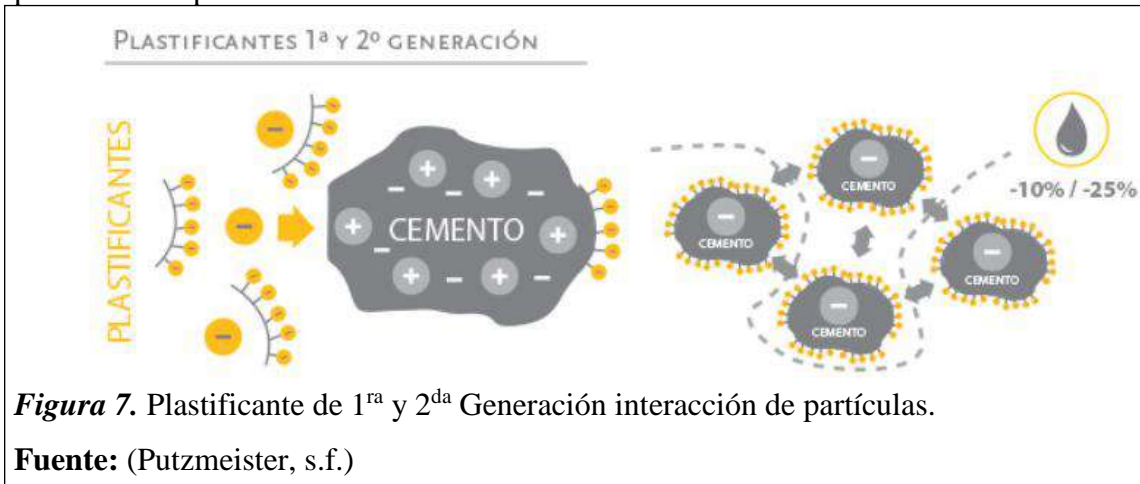 PLASTIFICANTES 1ª Y 2º GENERACIÓN
PLASTIFICANTES
CEMENTO
CEMENTO
CEMENTO
CEMENTO
CEMENTO
-10% / -25%
Figura 7. Plastificante de 1ra y 2da Generación interacción de partículas.
Fuente: (Putzmeister, s.f.)